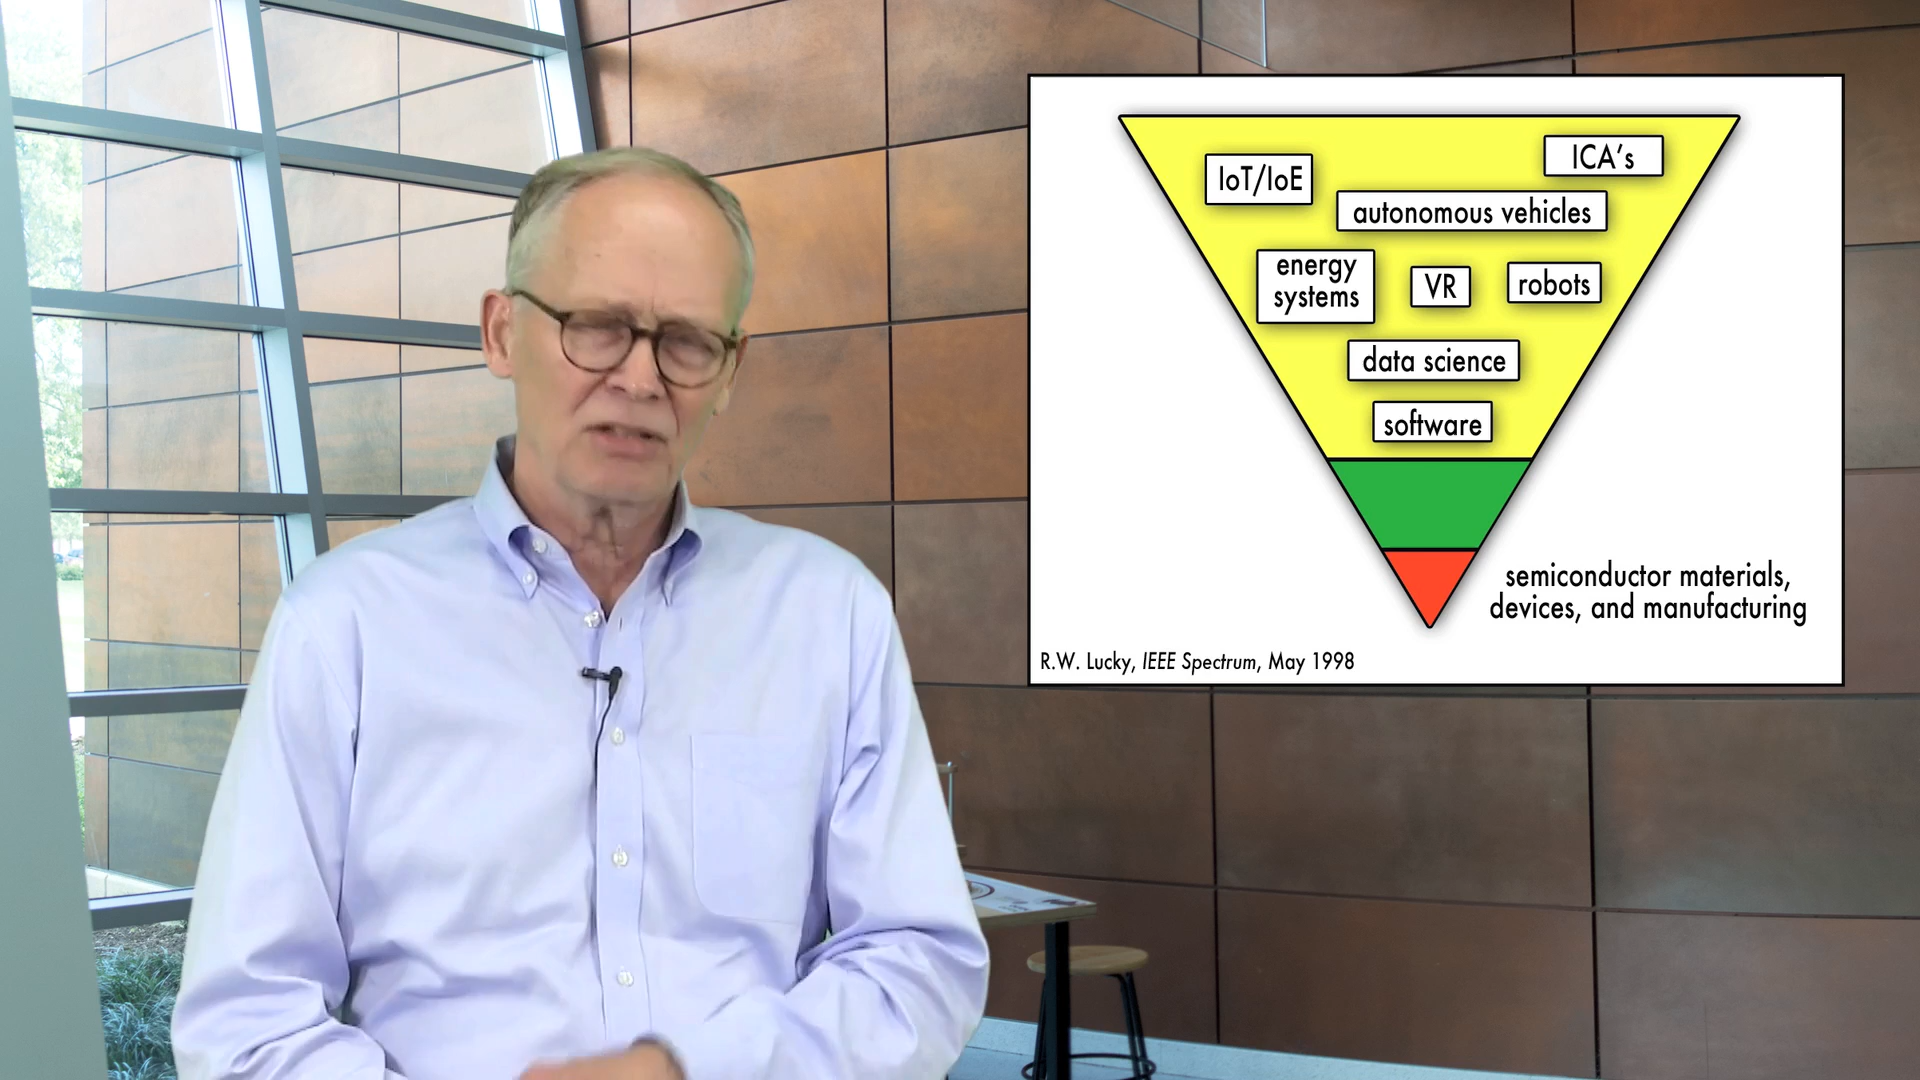 IoT/IoE
ICA's
autonomous vehicles
energy
systems
VR
robots
data science
software
semiconductor materials,
devices, and manufacturing
R.W. Lucky, IEEE Spectrum, May 1998